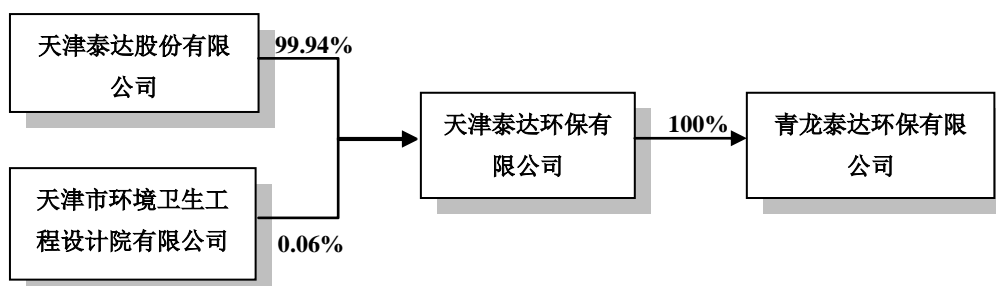 天津泰达股份有限
公司
99.94%
天津市环境卫生工
程设计院有限公司
0.06%
天津泰达环保有
限公司
100%
青龙泰达环保有限
公司